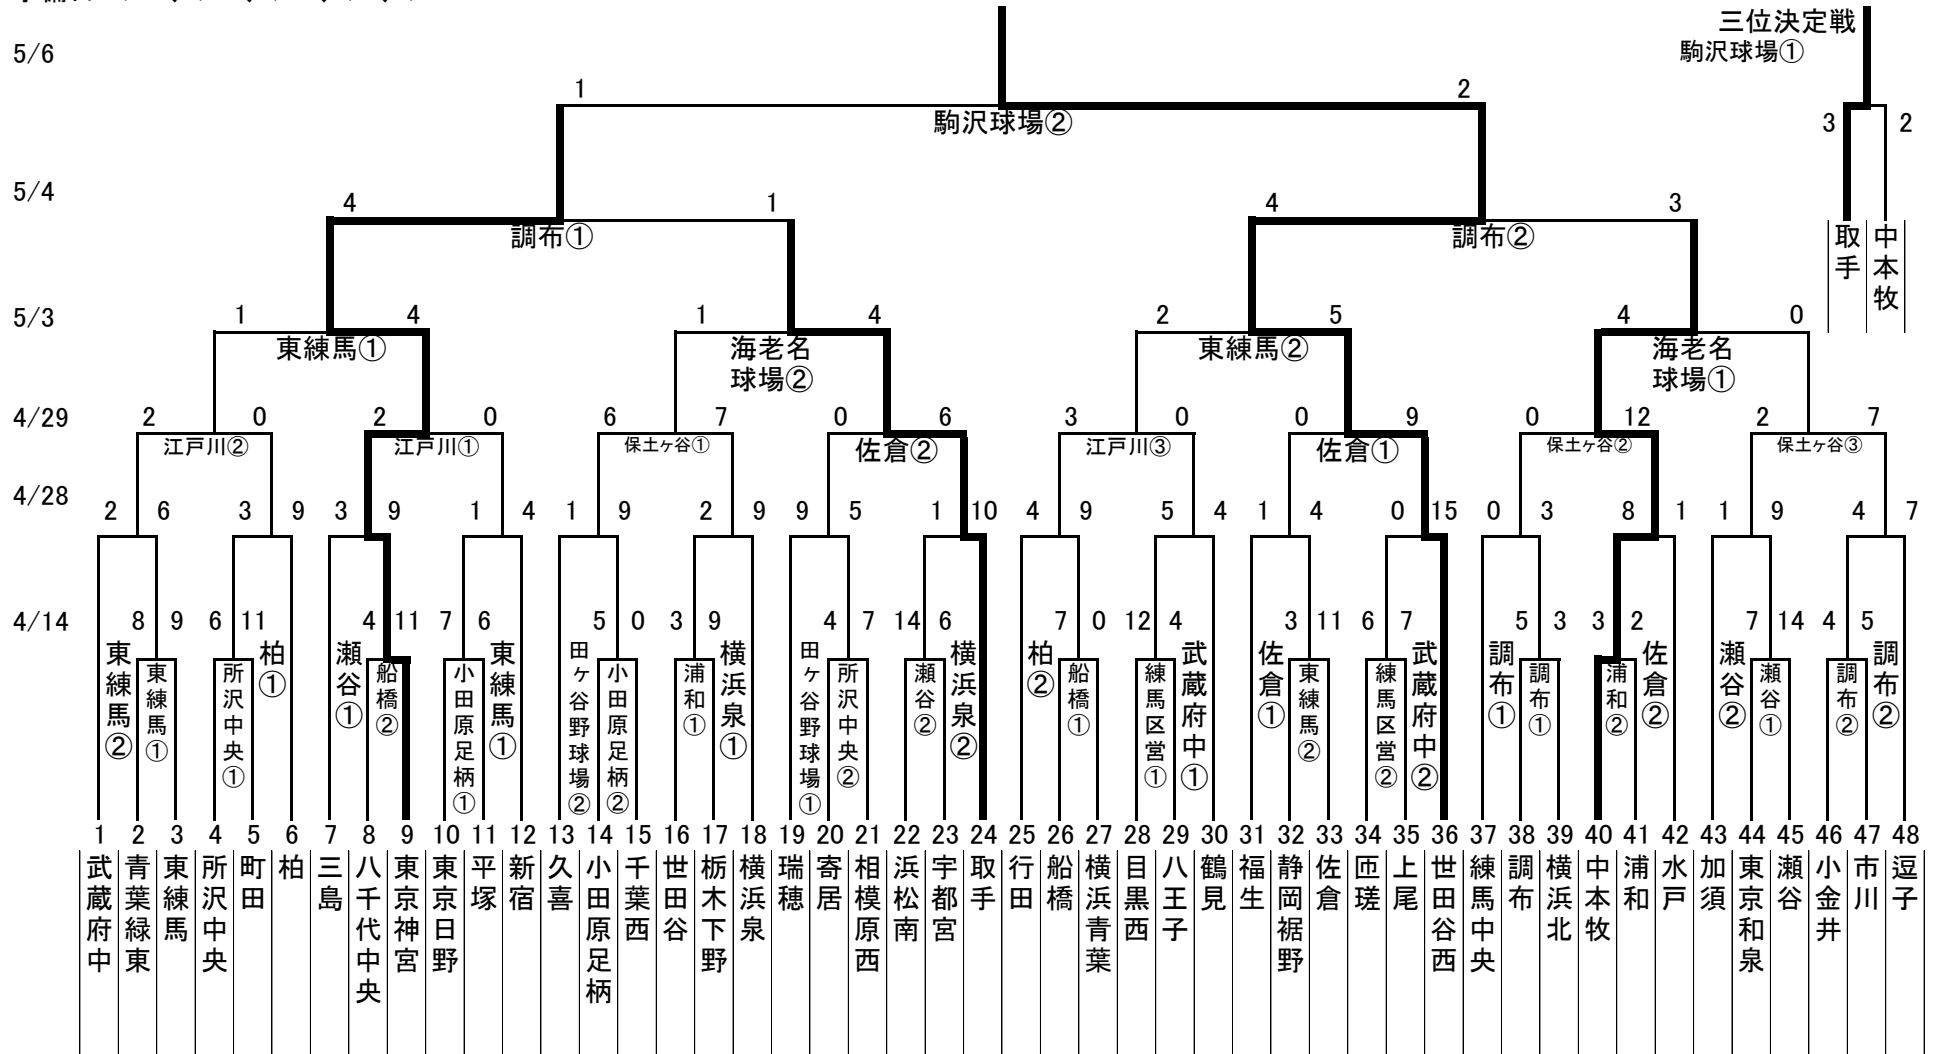 三位決定戦
5/6
駒沢球場①
1 2
駒沢球場②
3 2
5/4
4 1 4 3
調布① 調布②
取手
中本牧
5/3
1 4 1 4 2 5 4 0
東練馬① 海老名球場② 東練馬② 海老名球場①
4/29
2 0 2 0 6 7 0 6 3 0 0 9 0 12 2 7
江戸川② 江戸川① 保土ヶ谷① 佐倉② 江戸川③ 佐倉① 保土ヶ谷② 保土ヶ谷③
4/28
2 6 3 9 3 9 1 4 1 9 2 9 9 5 1 10 4 9 5 4 1 4 0 15 0 3 8 1 1 9 4 7
4/14
8 9 6 11 4 11 7 6 5 0 3 9 4 7 14 6 7 0 12 4 3 11 6 7 5 3 3 2 7 14 4 5
東練馬②
東練馬①
所沢中央①
柏①
瀬谷①
船橋②
小田原足柄①
東練馬①
田ヶ谷野球場②
小田原足柄②
浦和①
横浜泉①
田ヶ谷野球場①
所沢中央②
瀬谷②
横浜泉②
柏②
船橋①
練馬区営①
武蔵府中①
佐倉①
東練馬②
練馬区営②
武蔵府中②
調布①
調布①
浦和②
佐倉②
瀬谷②
瀬谷①
調布②
調布②
1 2 3 4 5 6 7 8 9 10 11 12 13 14 15 16 17 18 19 20 21 22 23 24 25 26 27 28 29 30 31 32 33 34 35 36 37 38 39 40 41 42 43 44 45 46 47 48
武蔵府中
青葉緑東
東練馬
所沢中央
町田
柏
三島
八千代中央
東京神宮
東京日野
平塚
新宿
久喜
小田原足柄
千葉西
世田谷
栃木下野
横浜泉
瑞穂
寄居
相模原西
浜松南
宇都宮
取手
行田
船橋
横浜青葉
目黒西
八王子
鶴見
福生
静岡裾野
佐倉
匝瑳
上尾
世田谷西
練馬中央
調布
横浜北
中本牧
浦和
水戸
加須
東京和泉
瀬谷
小金井
市川
逗子